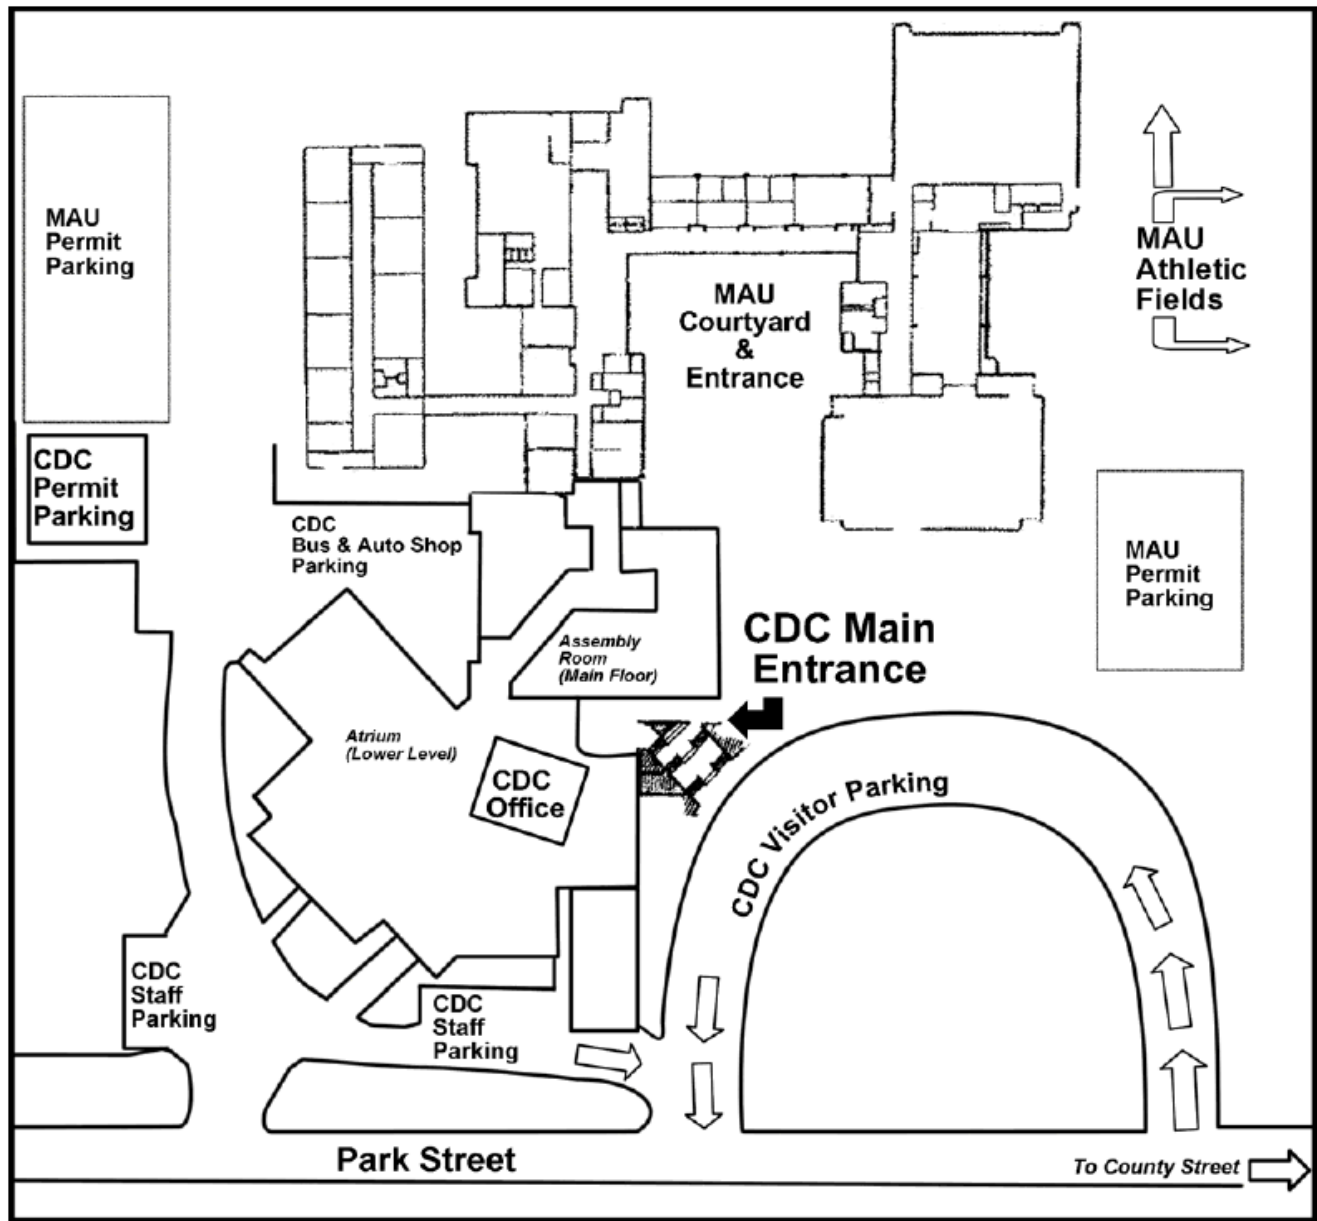 MAU
Permit
Parking
MAU
Athletic
Fields
MAU
Courtyard
&
Entrance
CDC
Permit
Parking
CDC
Bus & Auto Shop
Parking
MAU
Permit
Parking
CDC Main
Entrance
Assembly
Room
(Main Floor)
Atrium
(Lower Level)
CDC
Office
CDC Visitor Parking
CDC
Staff
Parking
CDC
Staff
Parking
Park Street
To County Street